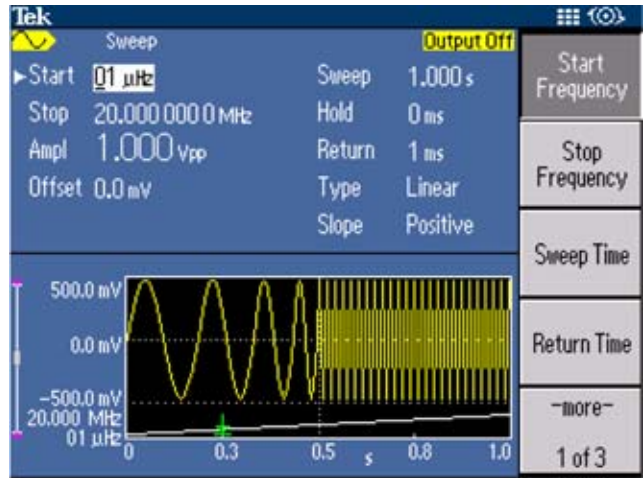 Tek
Sweep Output Off
Start 01 µHz Sweep 1.000 s
Stop 20.000 000 0 MHz Hold 0 ms
Ampl 1.000 Vpp Return 1 ms
Offset 0.0 mV Type Linear
Slope Positive
500.0 mV
0.0 mV
-500.0 mV
20.000 MHz
01 µHz
0 0.3 0.5 s 0.8 1.0
Start
Frequency
Stop
Frequency
Sweep Time
Return Time
-more-
1 of 3